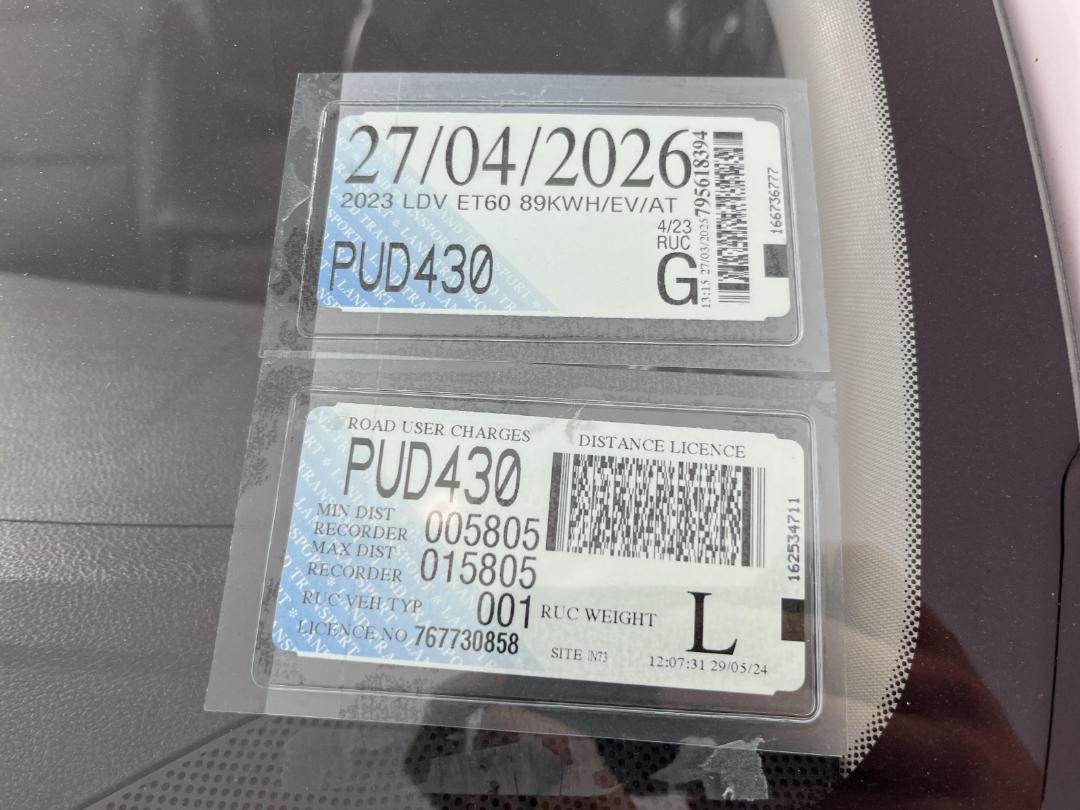 27/04/2026
2023 LDV ET60 89KWH/EV/AT
4/23
RUC
PUD430
G
13:15 27/03/2025
795618394
166736777
ROAD USER CHARGES
DISTANCE LICENCE
PUD430
MIN DIST
RECORDER 005805
MAX DIST
RECORDER 015805
RUC VEH TYP 001 RUC WEIGHT L
LICENCE NO 767730858
SITE IN73 12:07:31 29/05/24
162534711